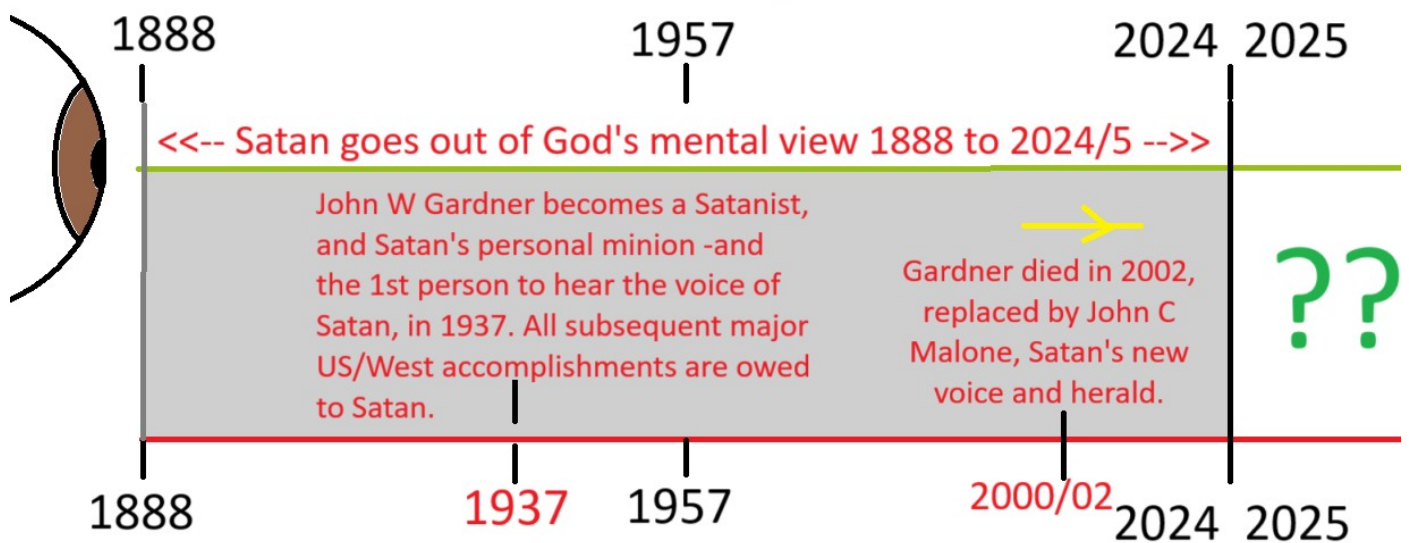 1888 1957 2024 2025
<<-- Satan goes out of God's mental view 1888 to 2024/5 -->>
John W Gardner becomes a Satanist,
and Satan's personal minion -and
the 1st person to hear the voice of
Satan, in 1937. All subsequent major
US/West accomplishments are owed
to Satan.
Gardner died in 2002,
replaced by John C
Malone, Satan's new
voice and herald.
??
1888 1937 1957 2000/02 2024 2025